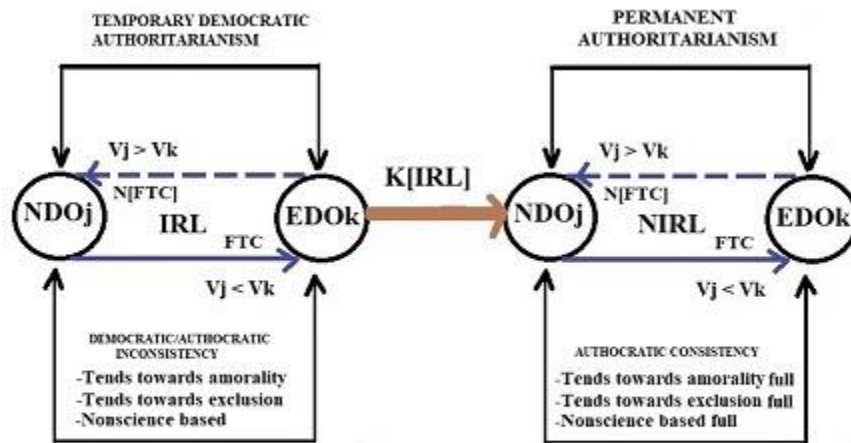 TEMPORARY DEMOCRATIC
AUTHORITARIANISM
Vj > Vk
N[FTC]
NDOj
IRL
EDOk
FTC
Vj < Vk
DEMOCRATIC/AUTHOCRATIC
INCONSISTENCY
-Tends towards amorality
-Tends towards exclusion
-Nonscience based
K[IRL]
PERMANENT
AUTHORITARIANISM
Vj > Vk
N[FTC]
NDOj
NIRL
EDOk
FTC
Vj < Vk
AUTHOCRATIC CONSISTENCY
-Tends towards amorality full
-Tends towards exclusion full
-Nonscience based full